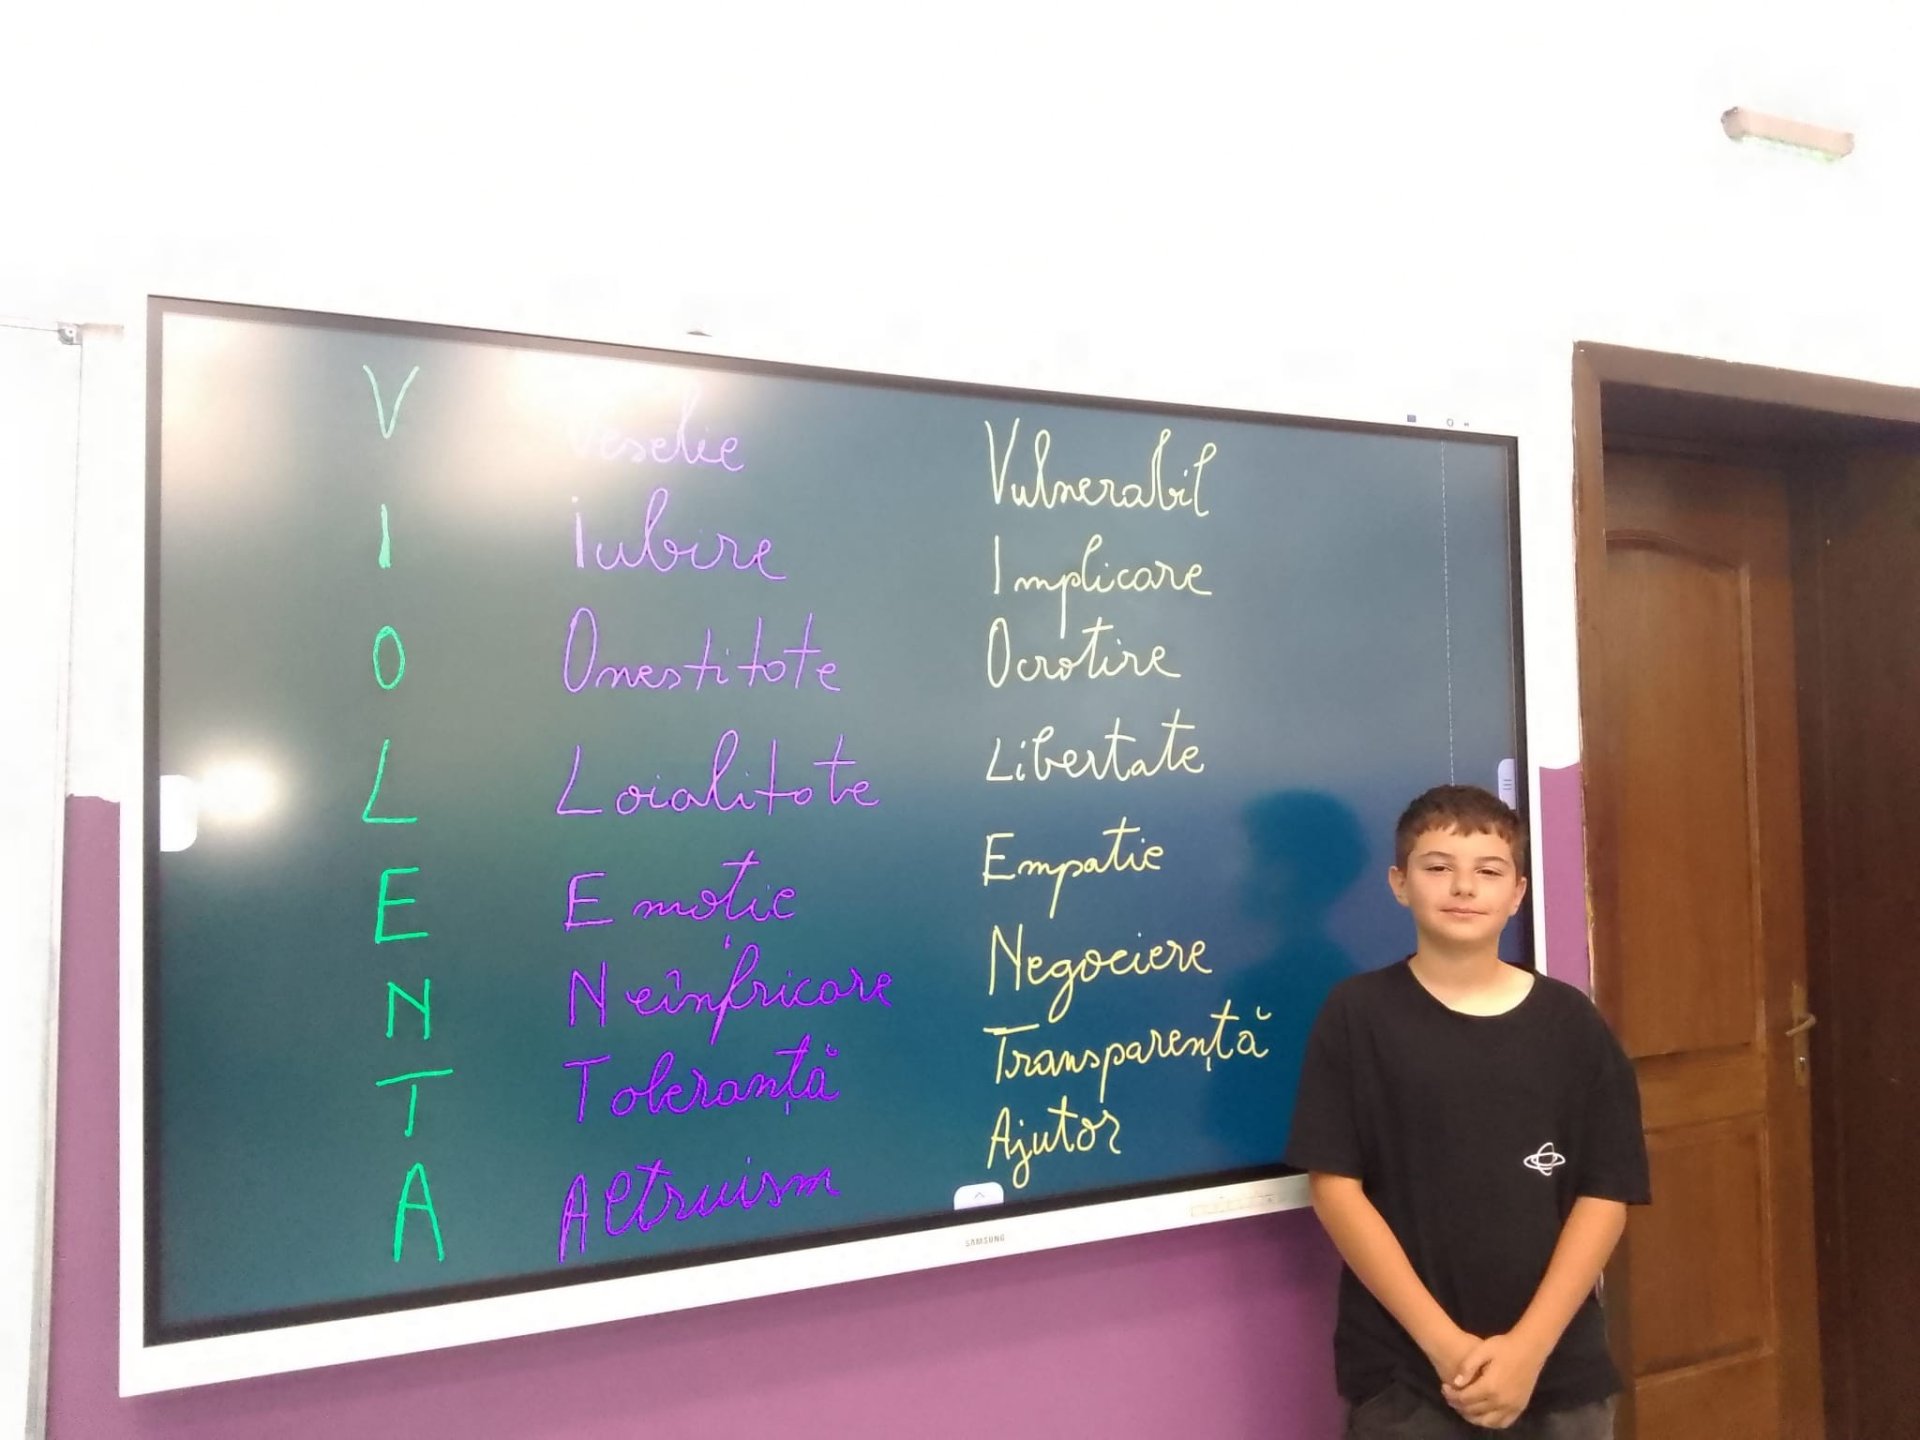 V Veselie Vulnerabil
I Iubire Implicare
O Onestitate Ocrotire
L Loialitate Libertate
E Emoție Empatie
N Neînfricare Negociere
T Toleranță Transparență
A Altruism Ajutor
SAMSUNG